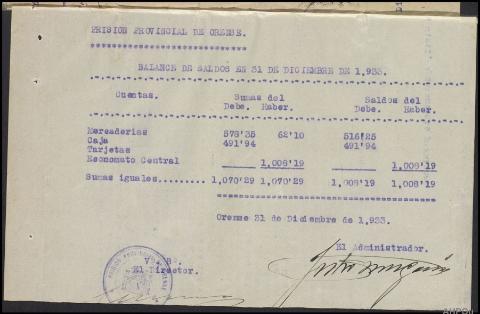 PRISION PROVINCIAL DE ORENSE.
BALANCE DE SALDOS EN 31 DE DICIEMBRE DE 1,933.
Cuentas. Sumas del Saldos del
Debe. Haber. Debe. Haber.
Mercaderias 578'35 62'10 516'25
Caja 491'94 491'94
Tarjetas
Economato Central 1,008'19 1,008'19
Sumas iguales......... 1,070'29 1,070'29 1,008'19 1,008'19
Orense 31 de Diciembre de 1,933.
El Administrador.
Vº. Bº.
El Director.